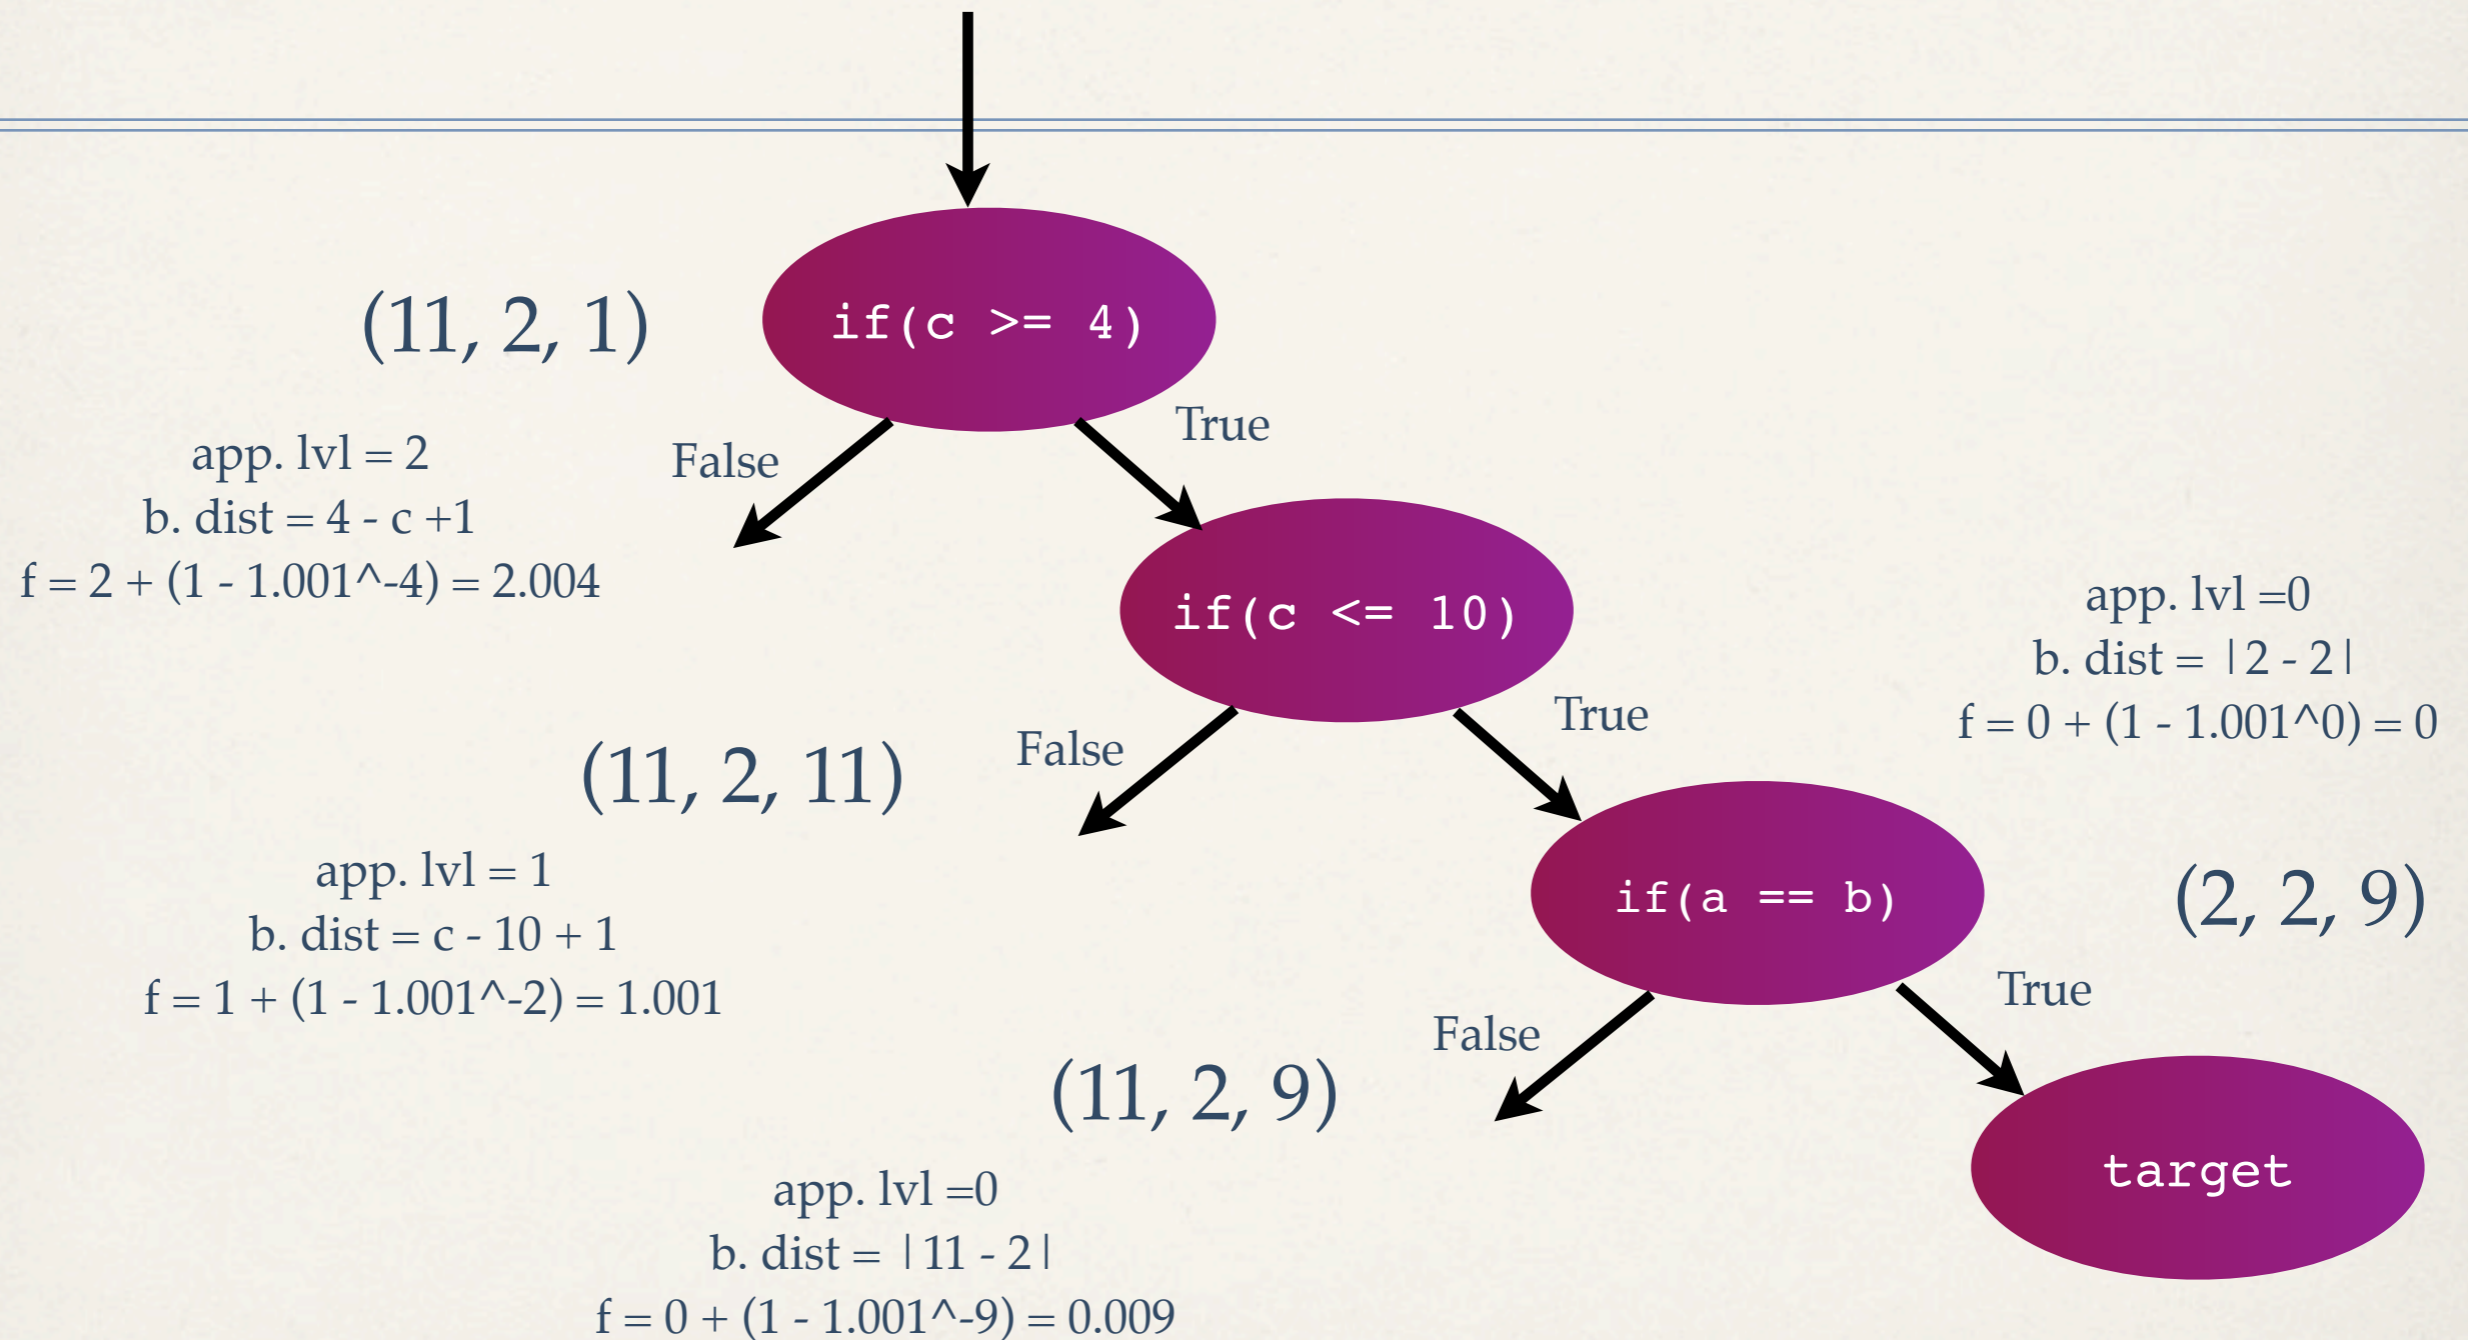 (11, 2, 1)
if(c >= 4)
app. lvl = 2
b. dist = 4 - c +1
f = 2 + (1 - 1.001^-4) = 2.004
False
True
if(c <= 10)
(11, 2, 11)
app. lvl = 1
b. dist = c - 10 + 1
f = 1 + (1 - 1.001^-2) = 1.001
False
True
app. lvl =0
b. dist = |2 - 2|
f = 0 + (1 - 1.001^0) = 0
if(a == b)
(2, 2, 9)
(11, 2, 9)
app. lvl =0
b. dist = |11 - 2|
f = 0 + (1 - 1.001^-9) = 0.009
False
True
target